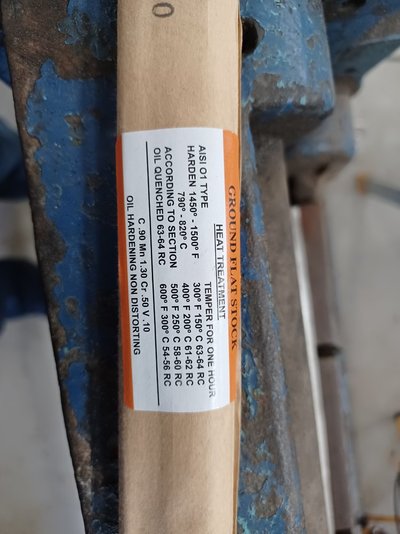 GROUND FLAT STOCK
HEAT TREATMENT
AISI O1 TYPE
HARDEN 1450° - 1500° F
790° - 820° C
ACCORDING TO SECTION
OIL QUENCHED 63-64 RC
TEMPER FOR ONE HOUR
300° F 150° C 63-64 RC
400° F 200° C 61-62 RC
500° F 250° C 58-60 RC
600° F 300° C 54-56 RC
C .90 Mn 1.30 Cr .50 V .10
OIL HARDENING NON DISTORTING
0